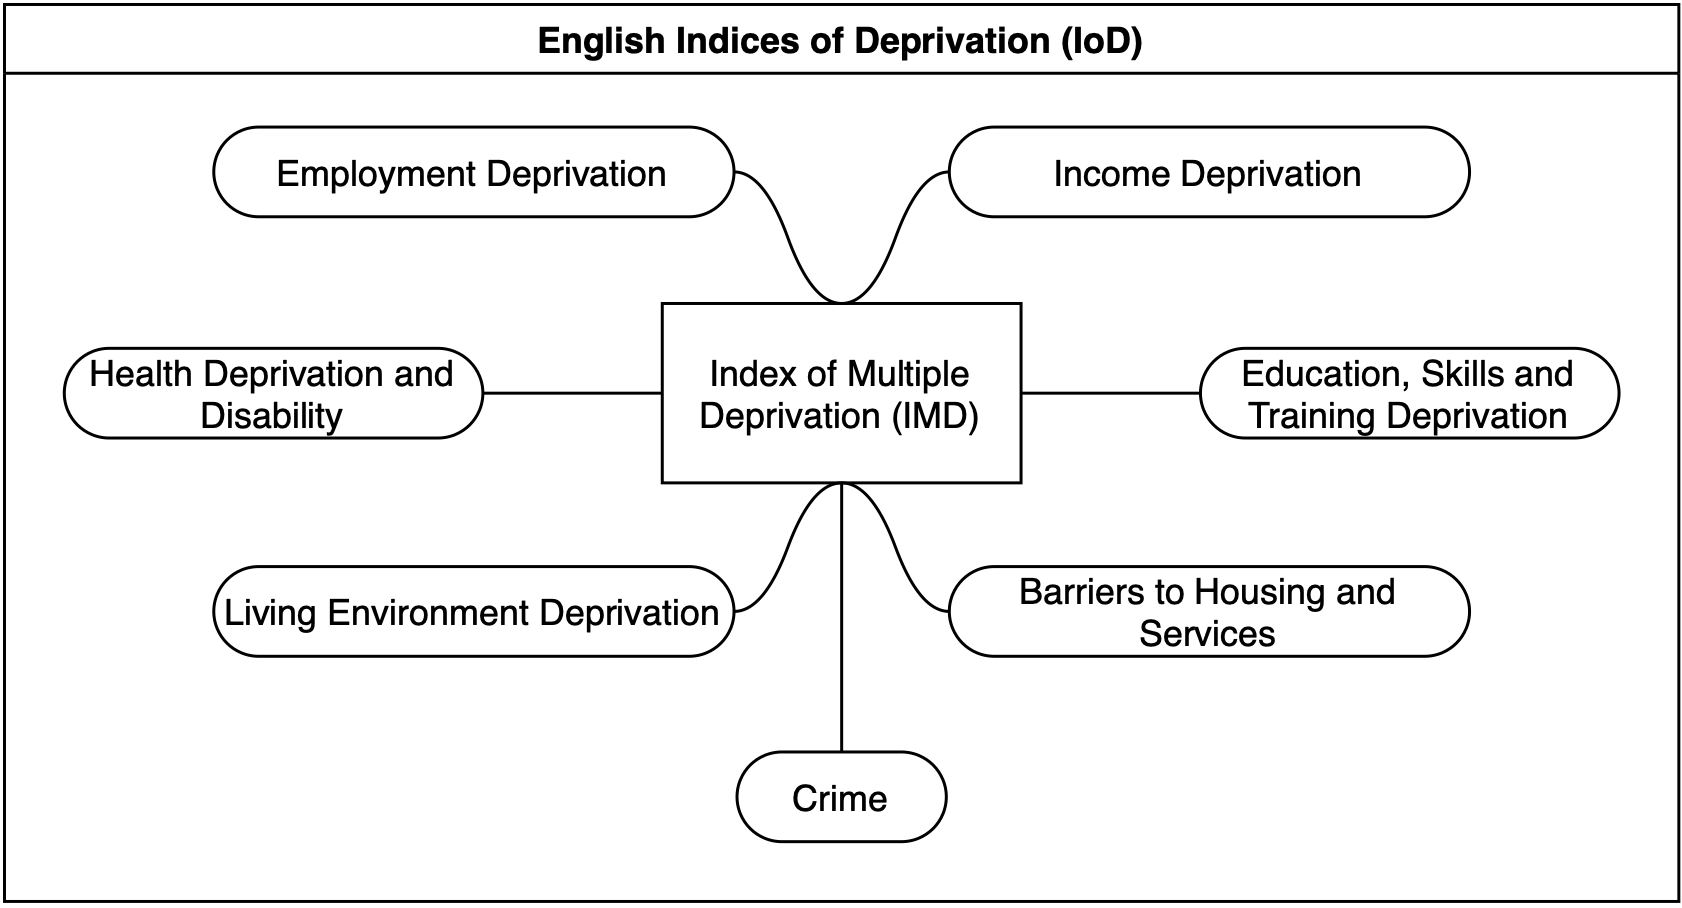 English Indices of Deprivation (IoD)
Employment Deprivation
Income Deprivation
Health Deprivation and
Disability
Index of Multiple
Deprivation (IMD)
Education, Skills and
Training Deprivation
Living Environment Deprivation
Barriers to Housing and
Services
Crime